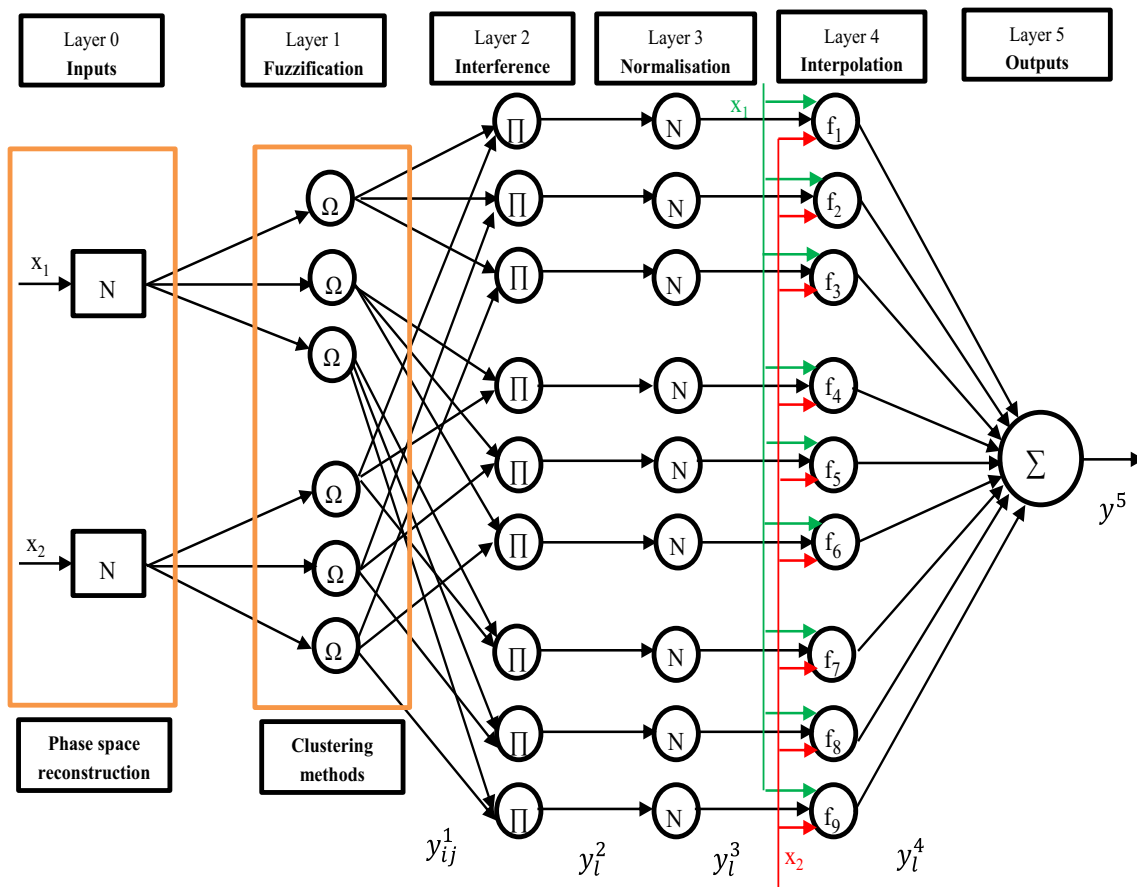 Layer 0
Inputs
Layer 1
Fuzzification
Layer 2
Interference
Layer 3
Normalisation
Layer 4
Interpolation
Layer 5
Outputs
x₁
N
x₂
N
Phase space
reconstruction
Ω
Ω
Ω
Ω
Ω
Ω
Clustering
methods
∏
∏
∏
∏
∏
∏
∏
∏
∏
N
N
N
N
N
N
N
N
N
x₁
f₁
f₂
f₃
f₄
f₅
f₆
f₇
f₈
f₉
x₂
∑
y⁵
y¹ᵢⱼ
y²ₗ
y³ₗ
y⁴ₗ